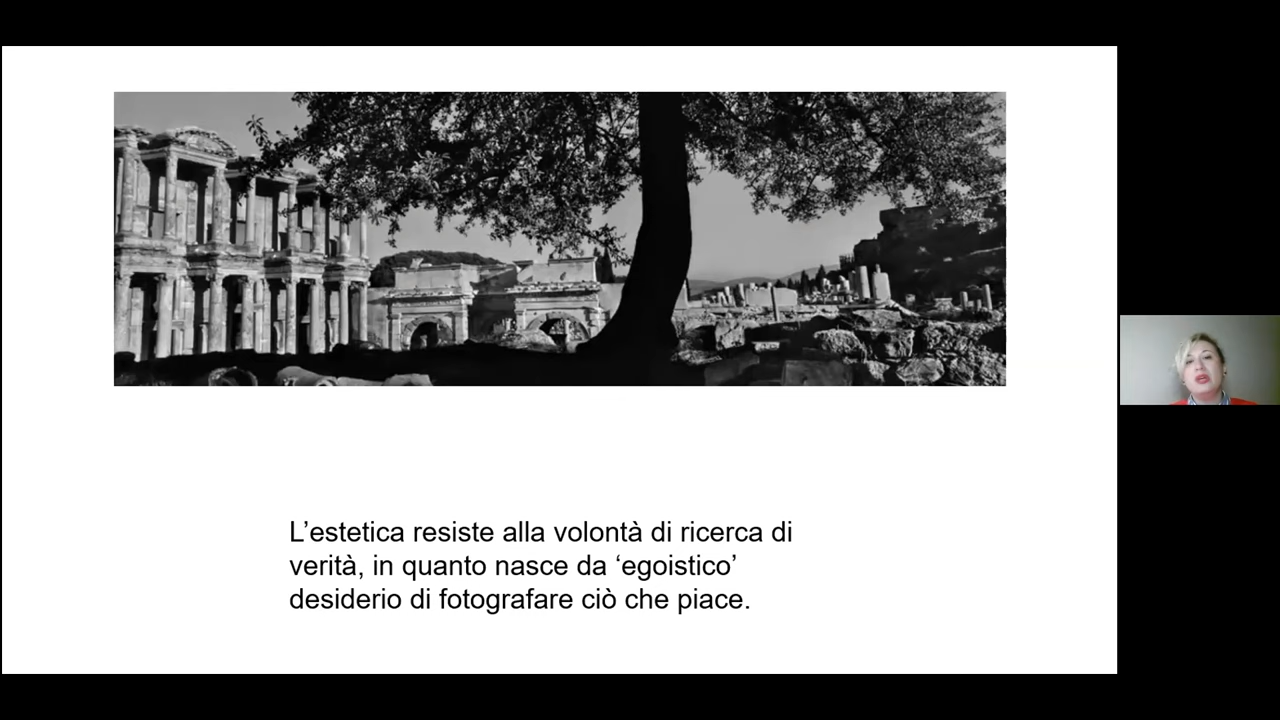 L’estetica resiste alla volontà di ricerca di
verità, in quanto nasce da ‘egoistico’
desiderio di fotografare ciò che piace.